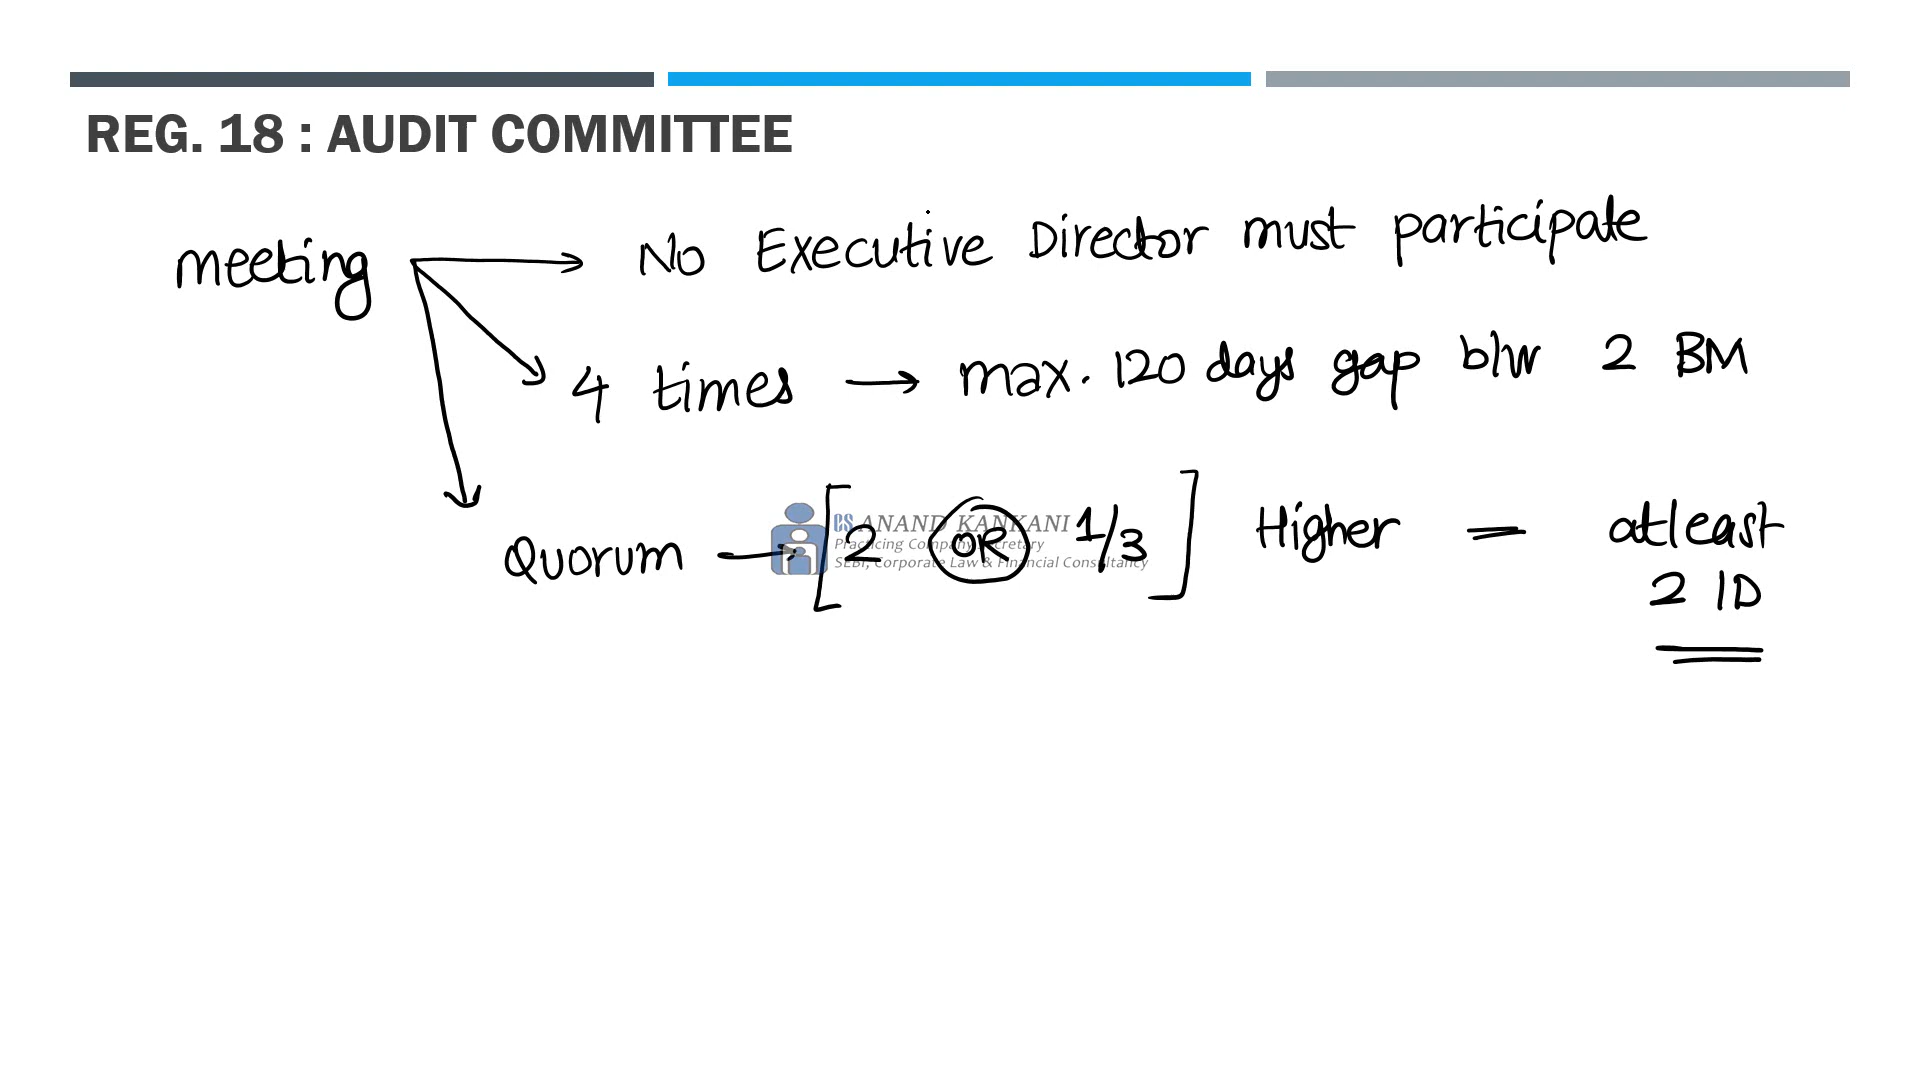 REG. 18 : AUDIT COMMITTEE
meeting → No Executive Director must participate
4 times → max. 120 days gap b/w 2 BM
Quorum → [2 OR 1/3] Higher = atleast
2 ID
CS ANAND KANKANI
Practicing Company Secretary
SEBI, Corporate Law & Financial Consultancy